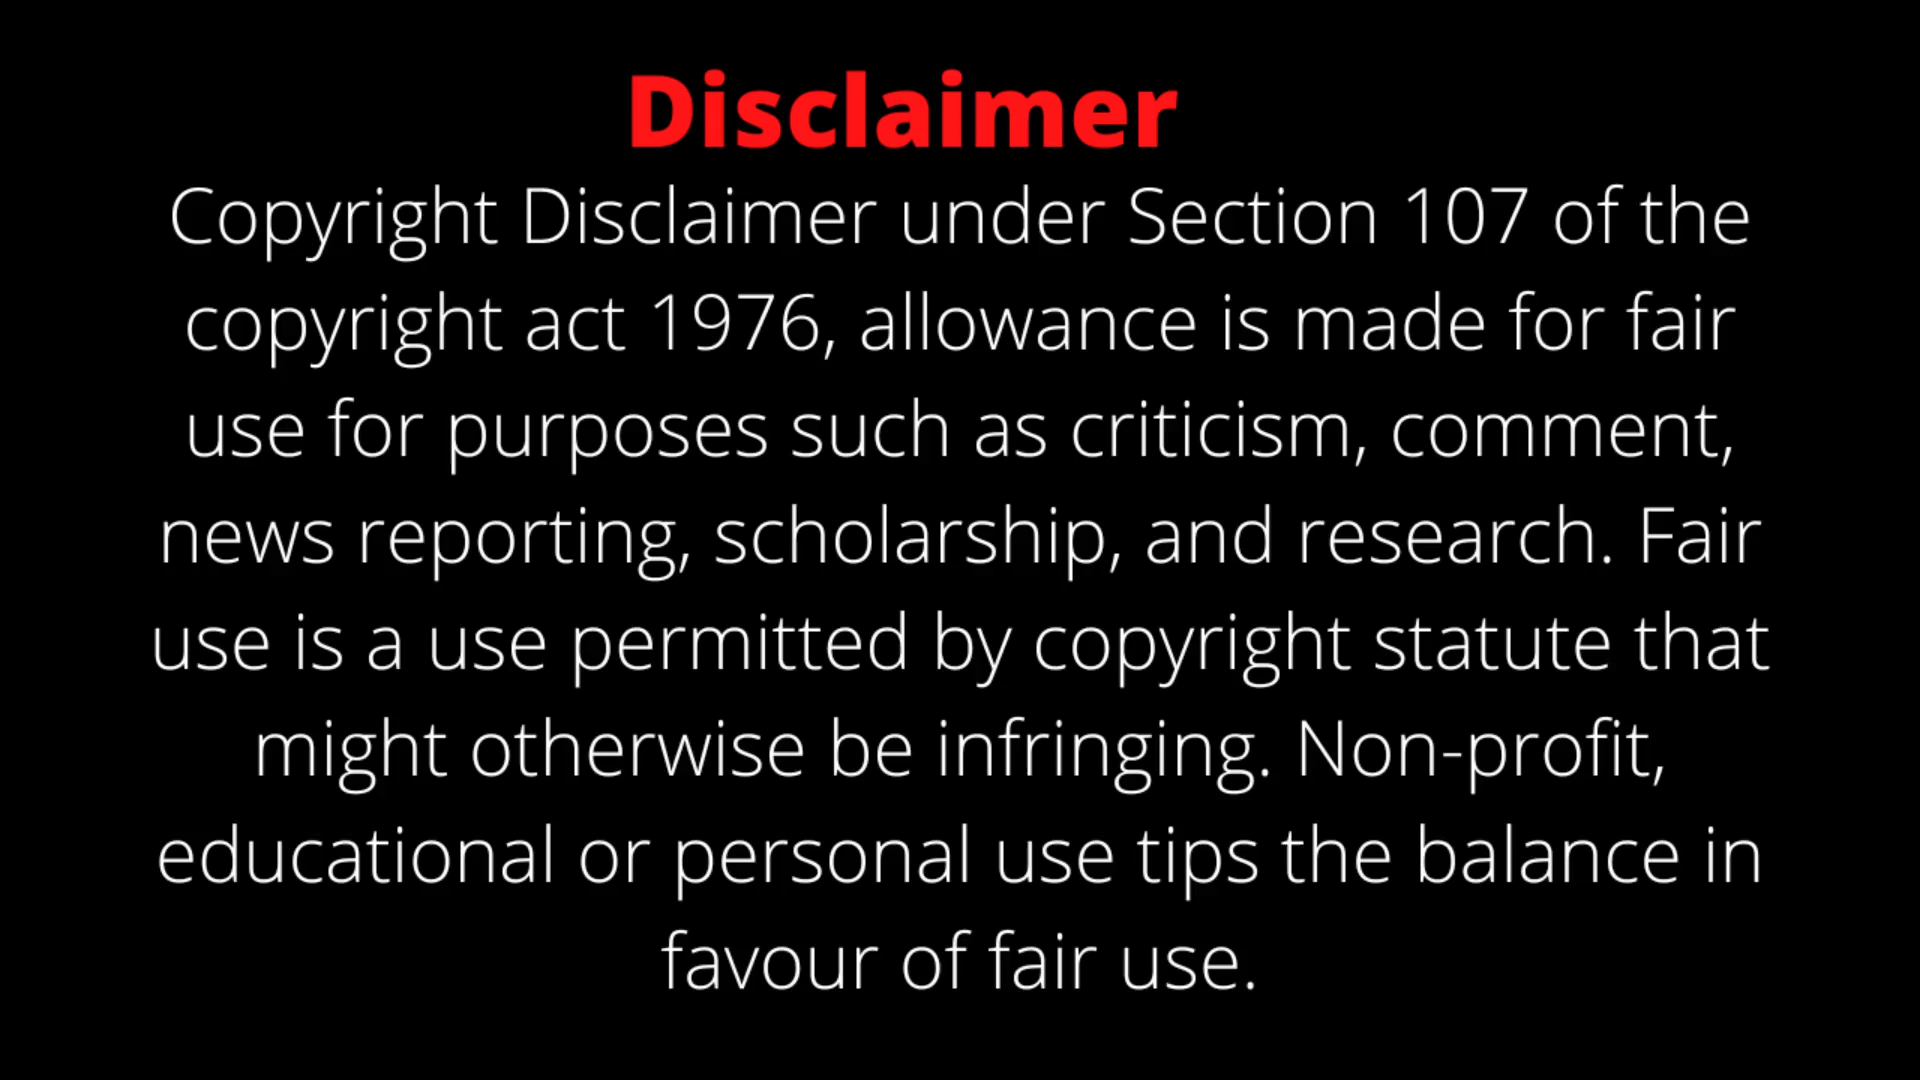 Disclaimer
Copyright Disclaimer under Section 107 of the
copyright act 1976, allowance is made for fair
use for purposes such as criticism, comment,
news reporting, scholarship, and research. Fair
use is a use permitted by copyright statute that
might otherwise be infringing. Non-profit,
educational or personal use tips the balance in
favour of fair use.